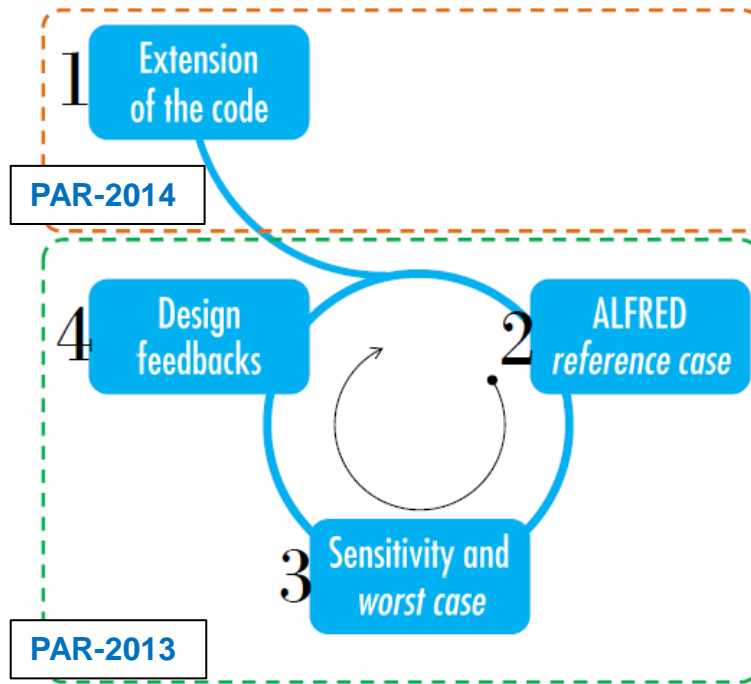 1
Extension
of the code
PAR-2014
4
Design
feedbacks
2
ALFRED
reference case
3
Sensitivity and
worst case
PAR-2013